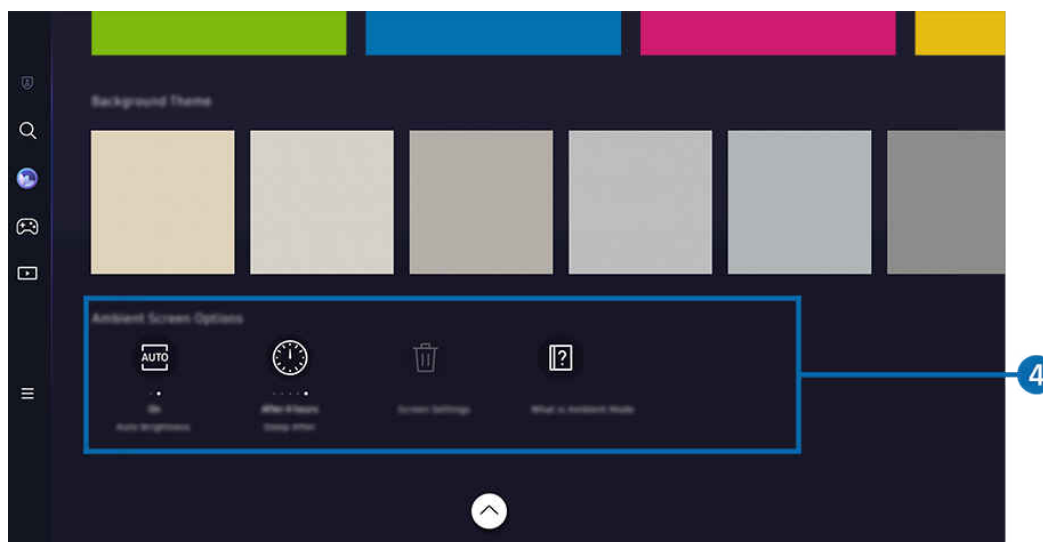 Background Theme
Ambient Screen Options
AUTO
?
On
After 4 hours
Screen Settings
What is Ambient Mode
Auto Brightness
Sleep After
4